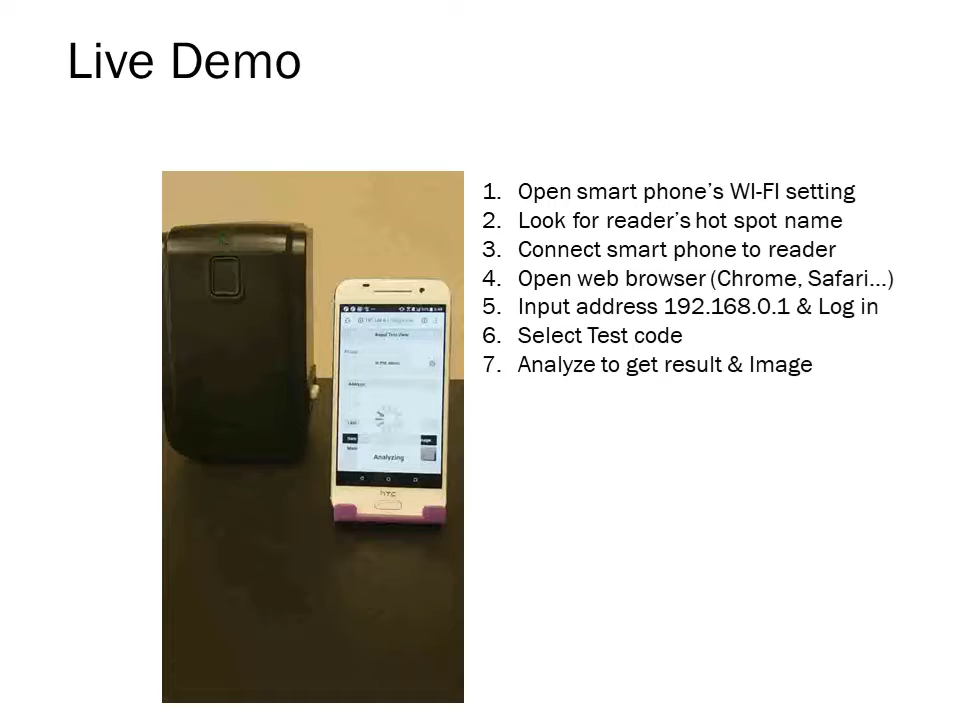 Live Demo
1. Open smart phone's WI-FI setting
2. Look for reader's hot spot name
3. Connect smart phone to reader
4. Open web browser (Chrome, Safari...)
5. Input address 192.168.0.1 & Log in
6. Select Test code
7. Analyze to get result & Image
Analyzing
hTC